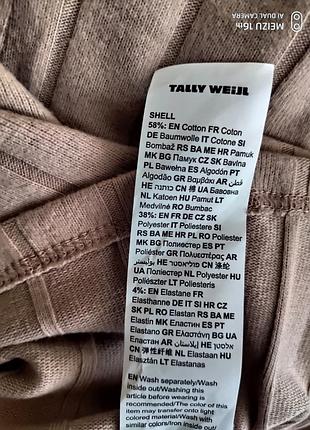 MEIZU 16th
AI DUAL CAMERA
TALLY WEiJL
SHELL
58%: EN Cotton FR Coton
DE Baumwolle IT Cotone SI
Bombaž RS BA ME HR Pamuk
MK BG Памук CZ SK Bavlna
PL Bawełna ES Algodón PT
Algodão GR Βαμβάκι AR قطن
HE כותנה CN 棉 UA Бавовна
NL Katoen HU Pamut LT
Medvilnė RO Bumbac
38%: EN FR DE CZ SK
Polyester IT Poliestere SI
RS BA ME HR PL RO Poliester
MK BG Полиестер ES PT
Poliéster GR Πολυεστέρας AR
بوليستر HE פוליאסטר CN 涤纶
UA Поліестер NL Polyester HU
Poliészter LT Poliesteris
4%: EN Elastane FR
Elasthanne DE IT HR SI CZ
SK PL RO Elastan RS BA ME
Elastin MK Еластин ES PT
Elastano GR Ελαστάνη BG UA
Еластан AR إيلاستان HE
CN 弹性纤维 NL Elastaan HU
Elasztán LT Elastanas
EN Wash separately/Wash
inside out/Washing this
article before wearing is
recommended/The color of this
item may transfer onto light
colored material/Wash with
similar colors/Iron inside out